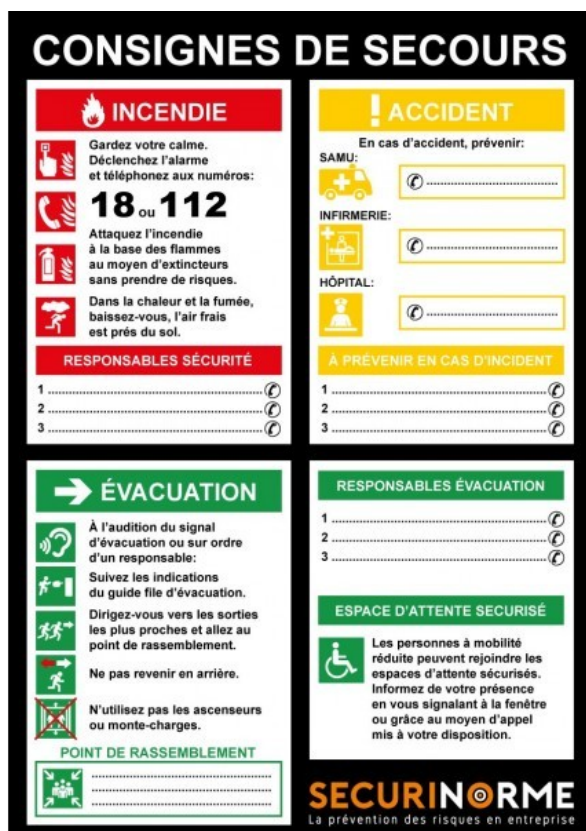 CONSIGNES DE SECOURS
INCENDIE
Gardez votre calme.
Déclenchez l'alarme
et téléphonez aux numéros:
18 ou 112
Attaquez l'incendie
à la base des flammes
au moyen d'extincteurs
sans prendre de risques.
Dans la chaleur et la fumée,
baissez-vous, l'air frais
est prés du sol.
RESPONSABLES SÉCURITÉ
1
2
3
! ACCIDENT
En cas d'accident, prévenir:
SAMU:
INFIRMERIE:
HÔPITAL:
À PRÉVENIR EN CAS D'INCIDENT
1
2
3
ÉVACUATION
À l'audition du signal
d'évacuation ou sur ordre
d'un responsable:
Suivez les indications
du guide file d'évacuation.
Dirigez-vous vers les sorties
les plus proches et allez au
point de rassemblement.
Ne pas revenir en arrière.
N'utilisez pas les ascenseurs
ou monte-charges.
POINT DE RASSEMBLEMENT
RESPONSABLES ÉVACUATION
1
2
3
ESPACE D'ATTENTE SECURISÉ
Les personnes à mobilité
réduite peuvent rejoindre les
espaces d'attente sécurisés.
Informez de votre présence
en vous signalant à la fenêtre
ou grâce au moyen d'appel
mis à votre disposition.
SECURINORME
La prévention des risques en entreprise